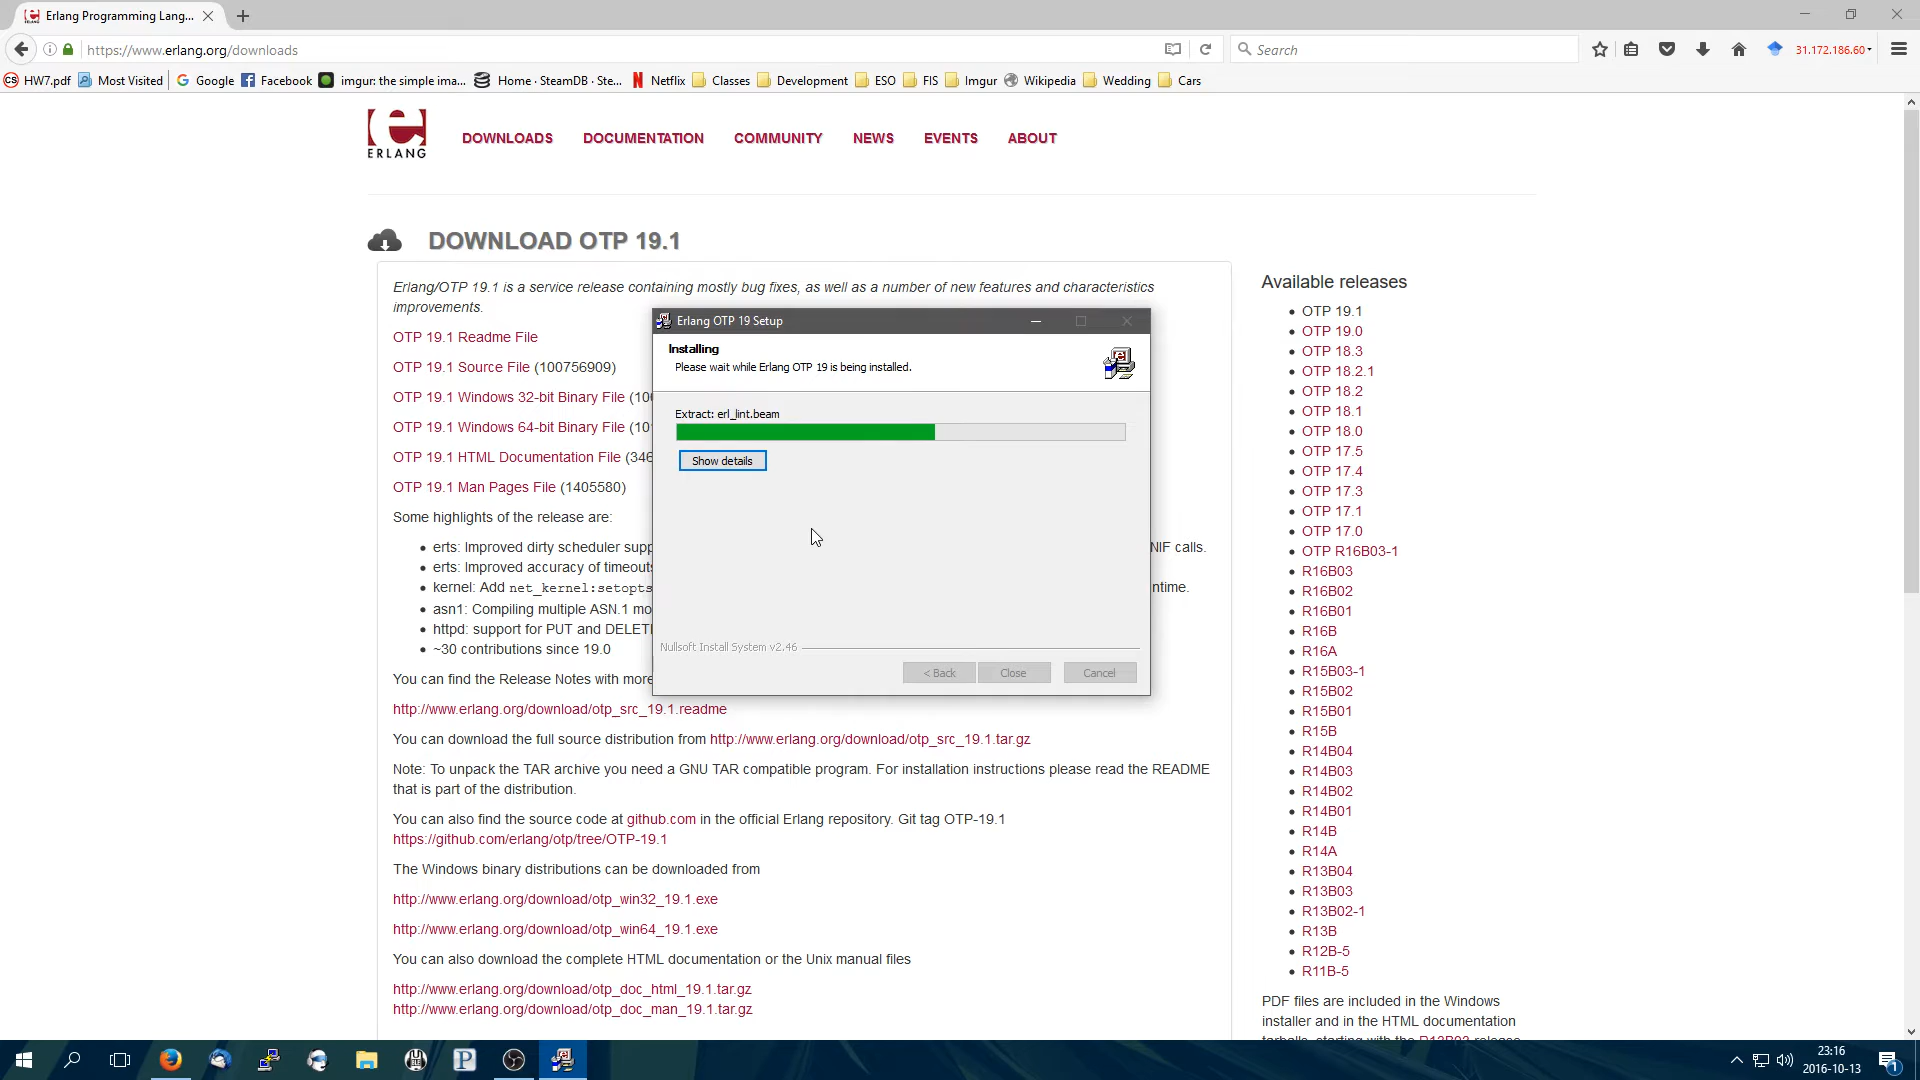 Erlang Programming Lang...
https://www.erlang.org/downloads
Search
31.172.186.60
HW7.pdf
Most Visited
Google
Facebook
imgur: the simple ima...
Home · SteamDB · Ste...
Netflix
Classes
Development
ESO
FIS
Imgur
Wikipedia
Wedding
Cars
ERLANG
DOWNLOADS
DOCUMENTATION
COMMUNITY
NEWS
EVENTS
ABOUT
DOWNLOAD OTP 19.1
Erlang/OTP 19.1 is a service release containing mostly bug fixes, as well as a number of new features and characteristics
improvements.
OTP 19.1 Readme File
OTP 19.1 Source File (100756909)
OTP 19.1 Windows 32-bit Binary File (10
OTP 19.1 Windows 64-bit Binary File (10
OTP 19.1 HTML Documentation File (346
OTP 19.1 Man Pages File (1405580)
Some highlights of the release are:
erts: Improved dirty scheduler supp
NIF calls.
erts: Improved accuracy of timeouts
kernel: Add net_kernel:setopts
ntime.
asn1: Compiling multiple ASN.1 mo
httpd: support for PUT and DELET
~30 contributions since 19.0
You can find the Release Notes with more
http://www.erlang.org/download/otp_src_19.1.readme
You can download the full source distribution from http://www.erlang.org/download/otp_src_19.1.tar.gz
Note: To unpack the TAR archive you need a GNU TAR compatible program. For installation instructions please read the README
that is part of the distribution.
You can also find the source code at github.com in the official Erlang repository. Git tag OTP-19.1
https://github.com/erlang/otp/tree/OTP-19.1
The Windows binary distributions can be downloaded from
http://www.erlang.org/download/otp_win32_19.1.exe
http://www.erlang.org/download/otp_win64_19.1.exe
You can also download the complete HTML documentation or the Unix manual files
http://www.erlang.org/download/otp_doc_html_19.1.tar.gz
http://www.erlang.org/download/otp_doc_man_19.1.tar.gz
Erlang OTP 19 Setup
Installing
Please wait while Erlang OTP 19 is being installed.
Extract: erl_lint.beam
Show details
Nullsoft Install System v2.46
< Back
Close
Cancel
Available releases
OTP 19.1
OTP 19.0
OTP 18.3
OTP 18.2.1
OTP 18.2
OTP 18.1
OTP 18.0
OTP 17.5
OTP 17.4
OTP 17.3
OTP 17.1
OTP 17.0
OTP R16B03-1
R16B03
R16B02
R16B01
R16B
R16A
R15B03-1
R15B02
R15B01
R15B
R14B04
R14B03
R14B02
R14B01
R14B
R14A
R13B04
R13B03
R13B02-1
R13B
R12B-5
R11B-5
PDF files are included in the Windows
installer and in the HTML documentation
23:16
2016-10-13
1